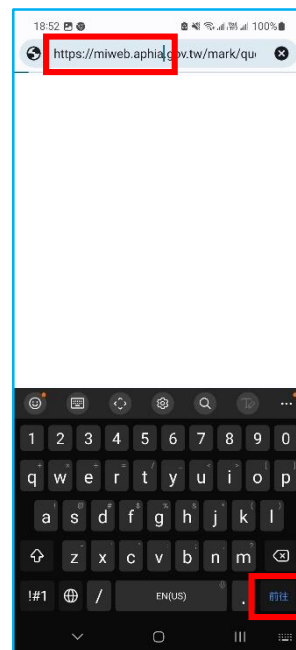 18:52 100%
https://miweb.aphia.gov.tw/mark/qu
1 2 3 4 5 6 7 8 9 0
q w e r t y u i o p
a s d f g h j k l
z x c v b n m
!#1 / EN(US) . 前往